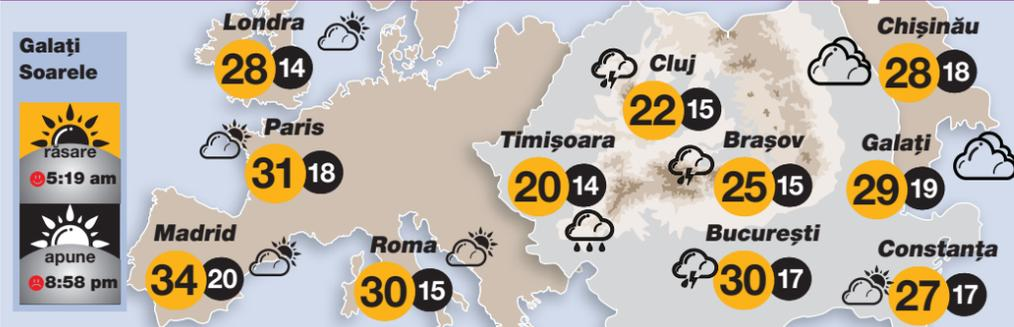 Galați
Soarele
răsare
5:19 am
apune
8:58 pm
Londra
28 14
Paris
31 18
Madrid
34 20
Roma
30 15
Cluj
22 15
Timișoara
20 14
Brașov
25 15
București
30 17
Chișinău
28 18
Galați
29 19
Constanța
27 17